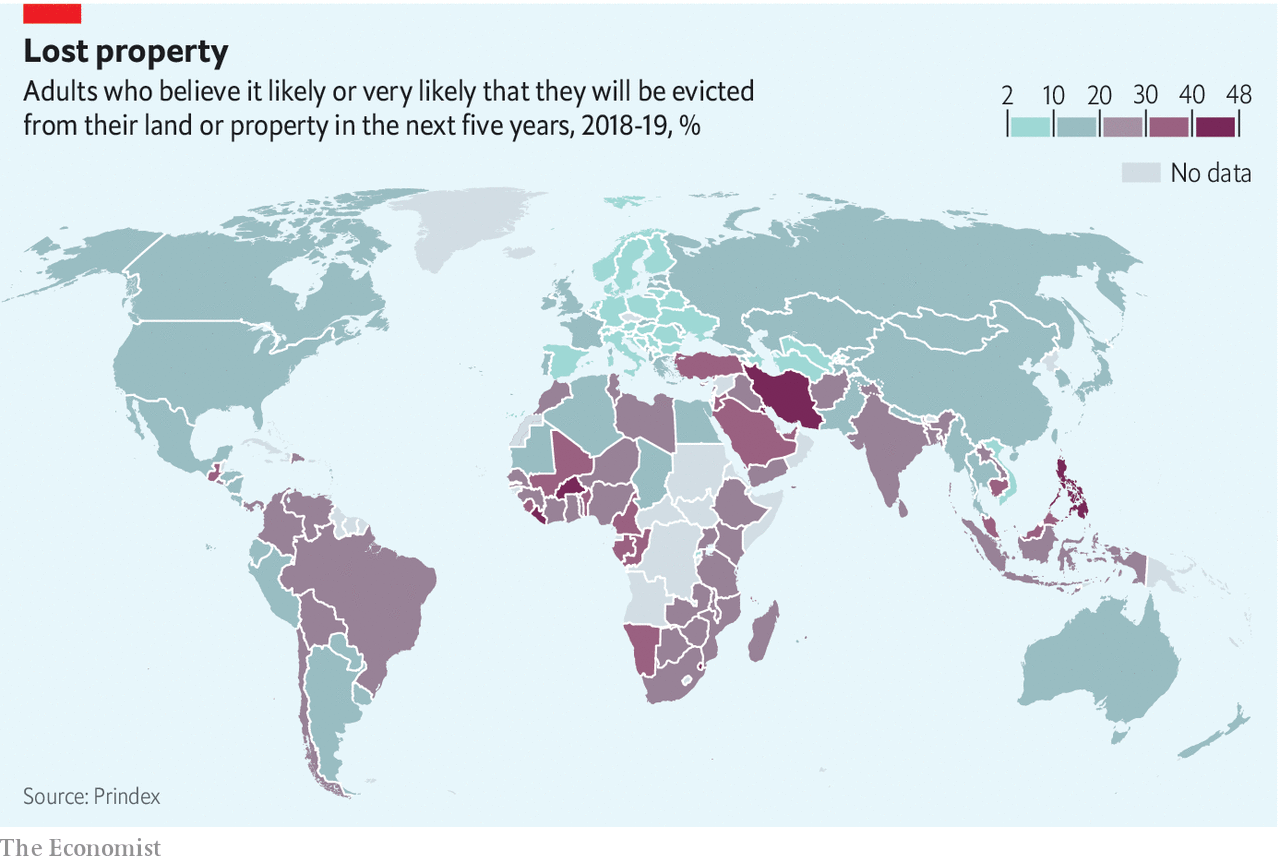 Lost property
Adults who believe it likely or very likely that they will be evicted
from their land or property in the next five years, 2018-19, %
2 10 20 30 40 48
No data
Source: Prindex
The Economist